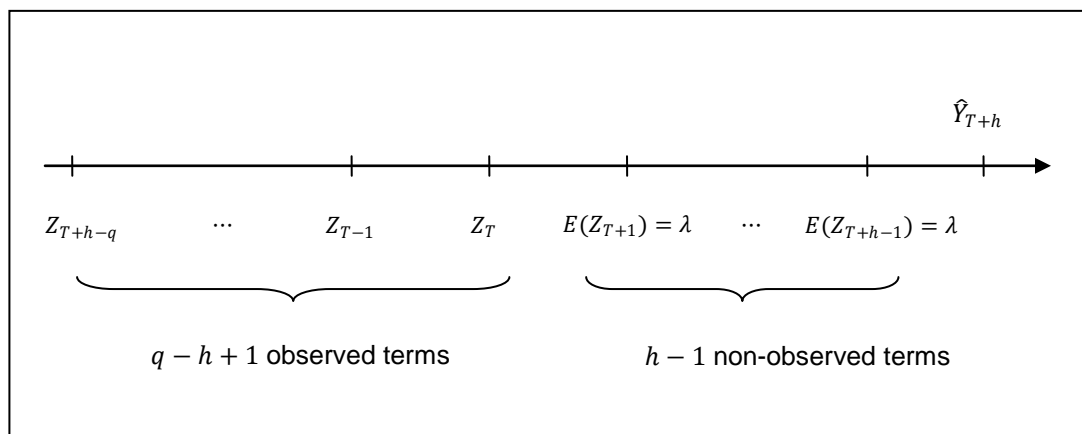 Ŷ_{T+h}
Z_{T+h−q} ⋯ Z_{T−1} Z_T E(Z_{T+1}) = λ ⋯ E(Z_{T+h−1}) = λ
q − h + 1 observed terms h − 1 non-observed terms